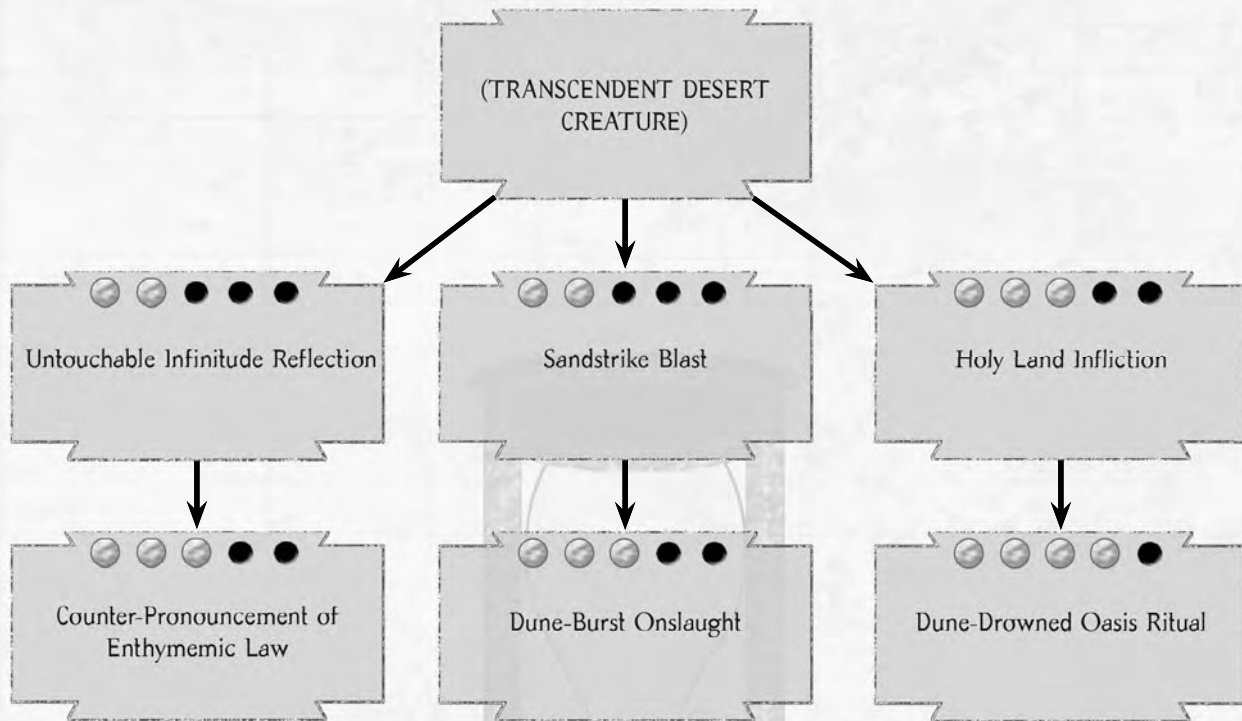 (TRANSCENDENT DESERT
CREATURE)
Untouchable Infinitude Reflection
Sandstrike Blast
Holy Land Infliction
Counter-Pronouncement of
Enthymemic Law
Dune-Burst Onslaught
Dune-Drowned Oasis Ritual